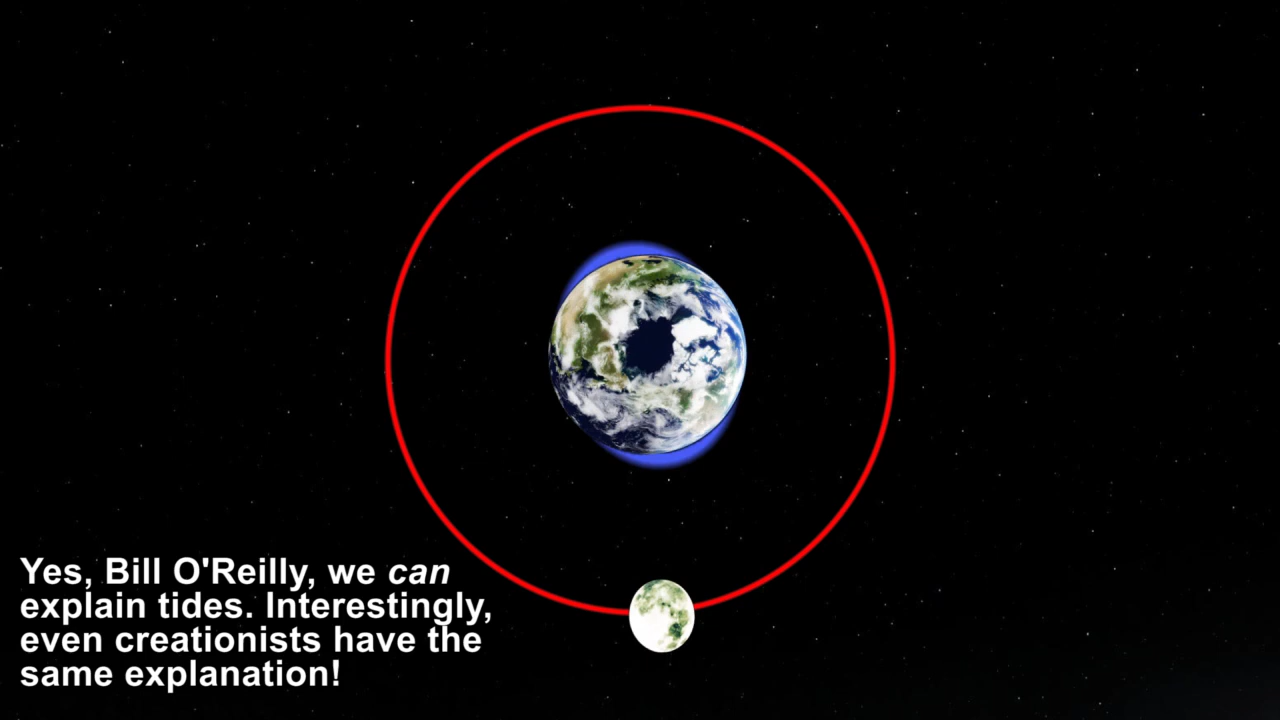 Yes, Bill O'Reilly, we can
explain tides. Interestingly,
even creationists have the
same explanation!